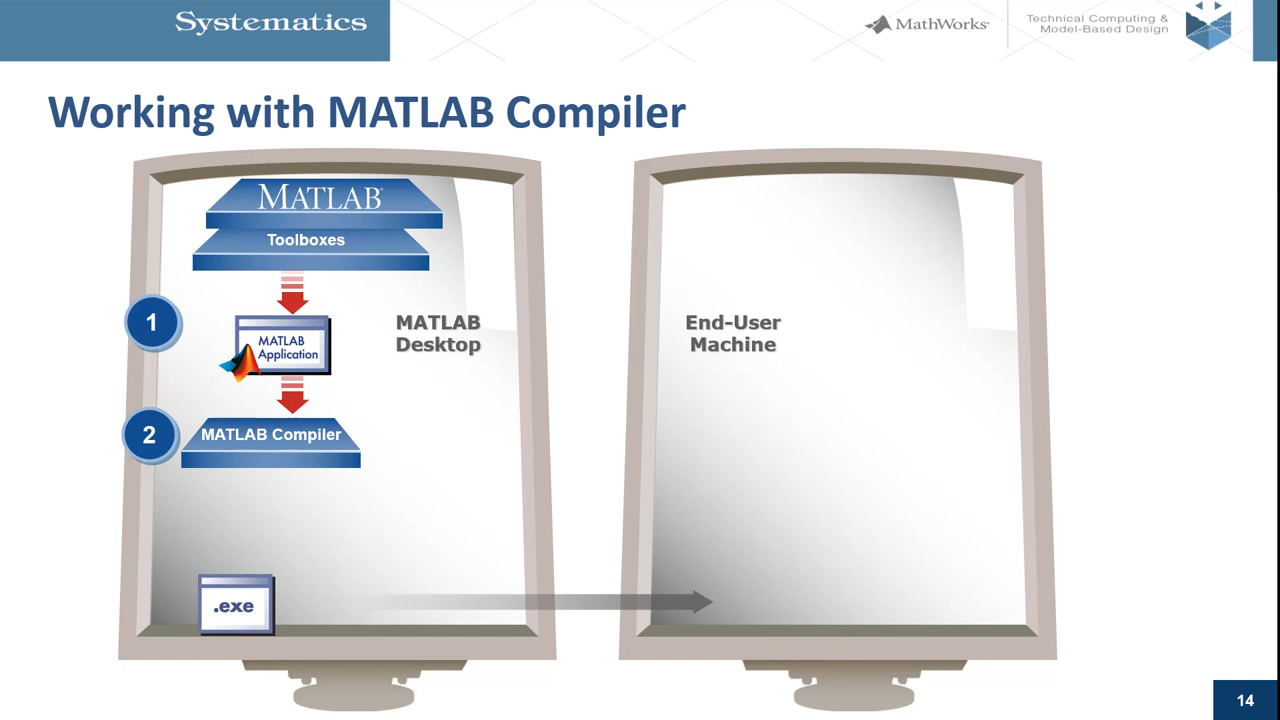 Systematics
MathWorks®
Technical Computing &
Model-Based Design
Working with MATLAB Compiler
MATLAB®
Toolboxes
1
MATLAB
Application
MATLAB
Desktop
End-User
Machine
2
MATLAB Compiler
.exe
14